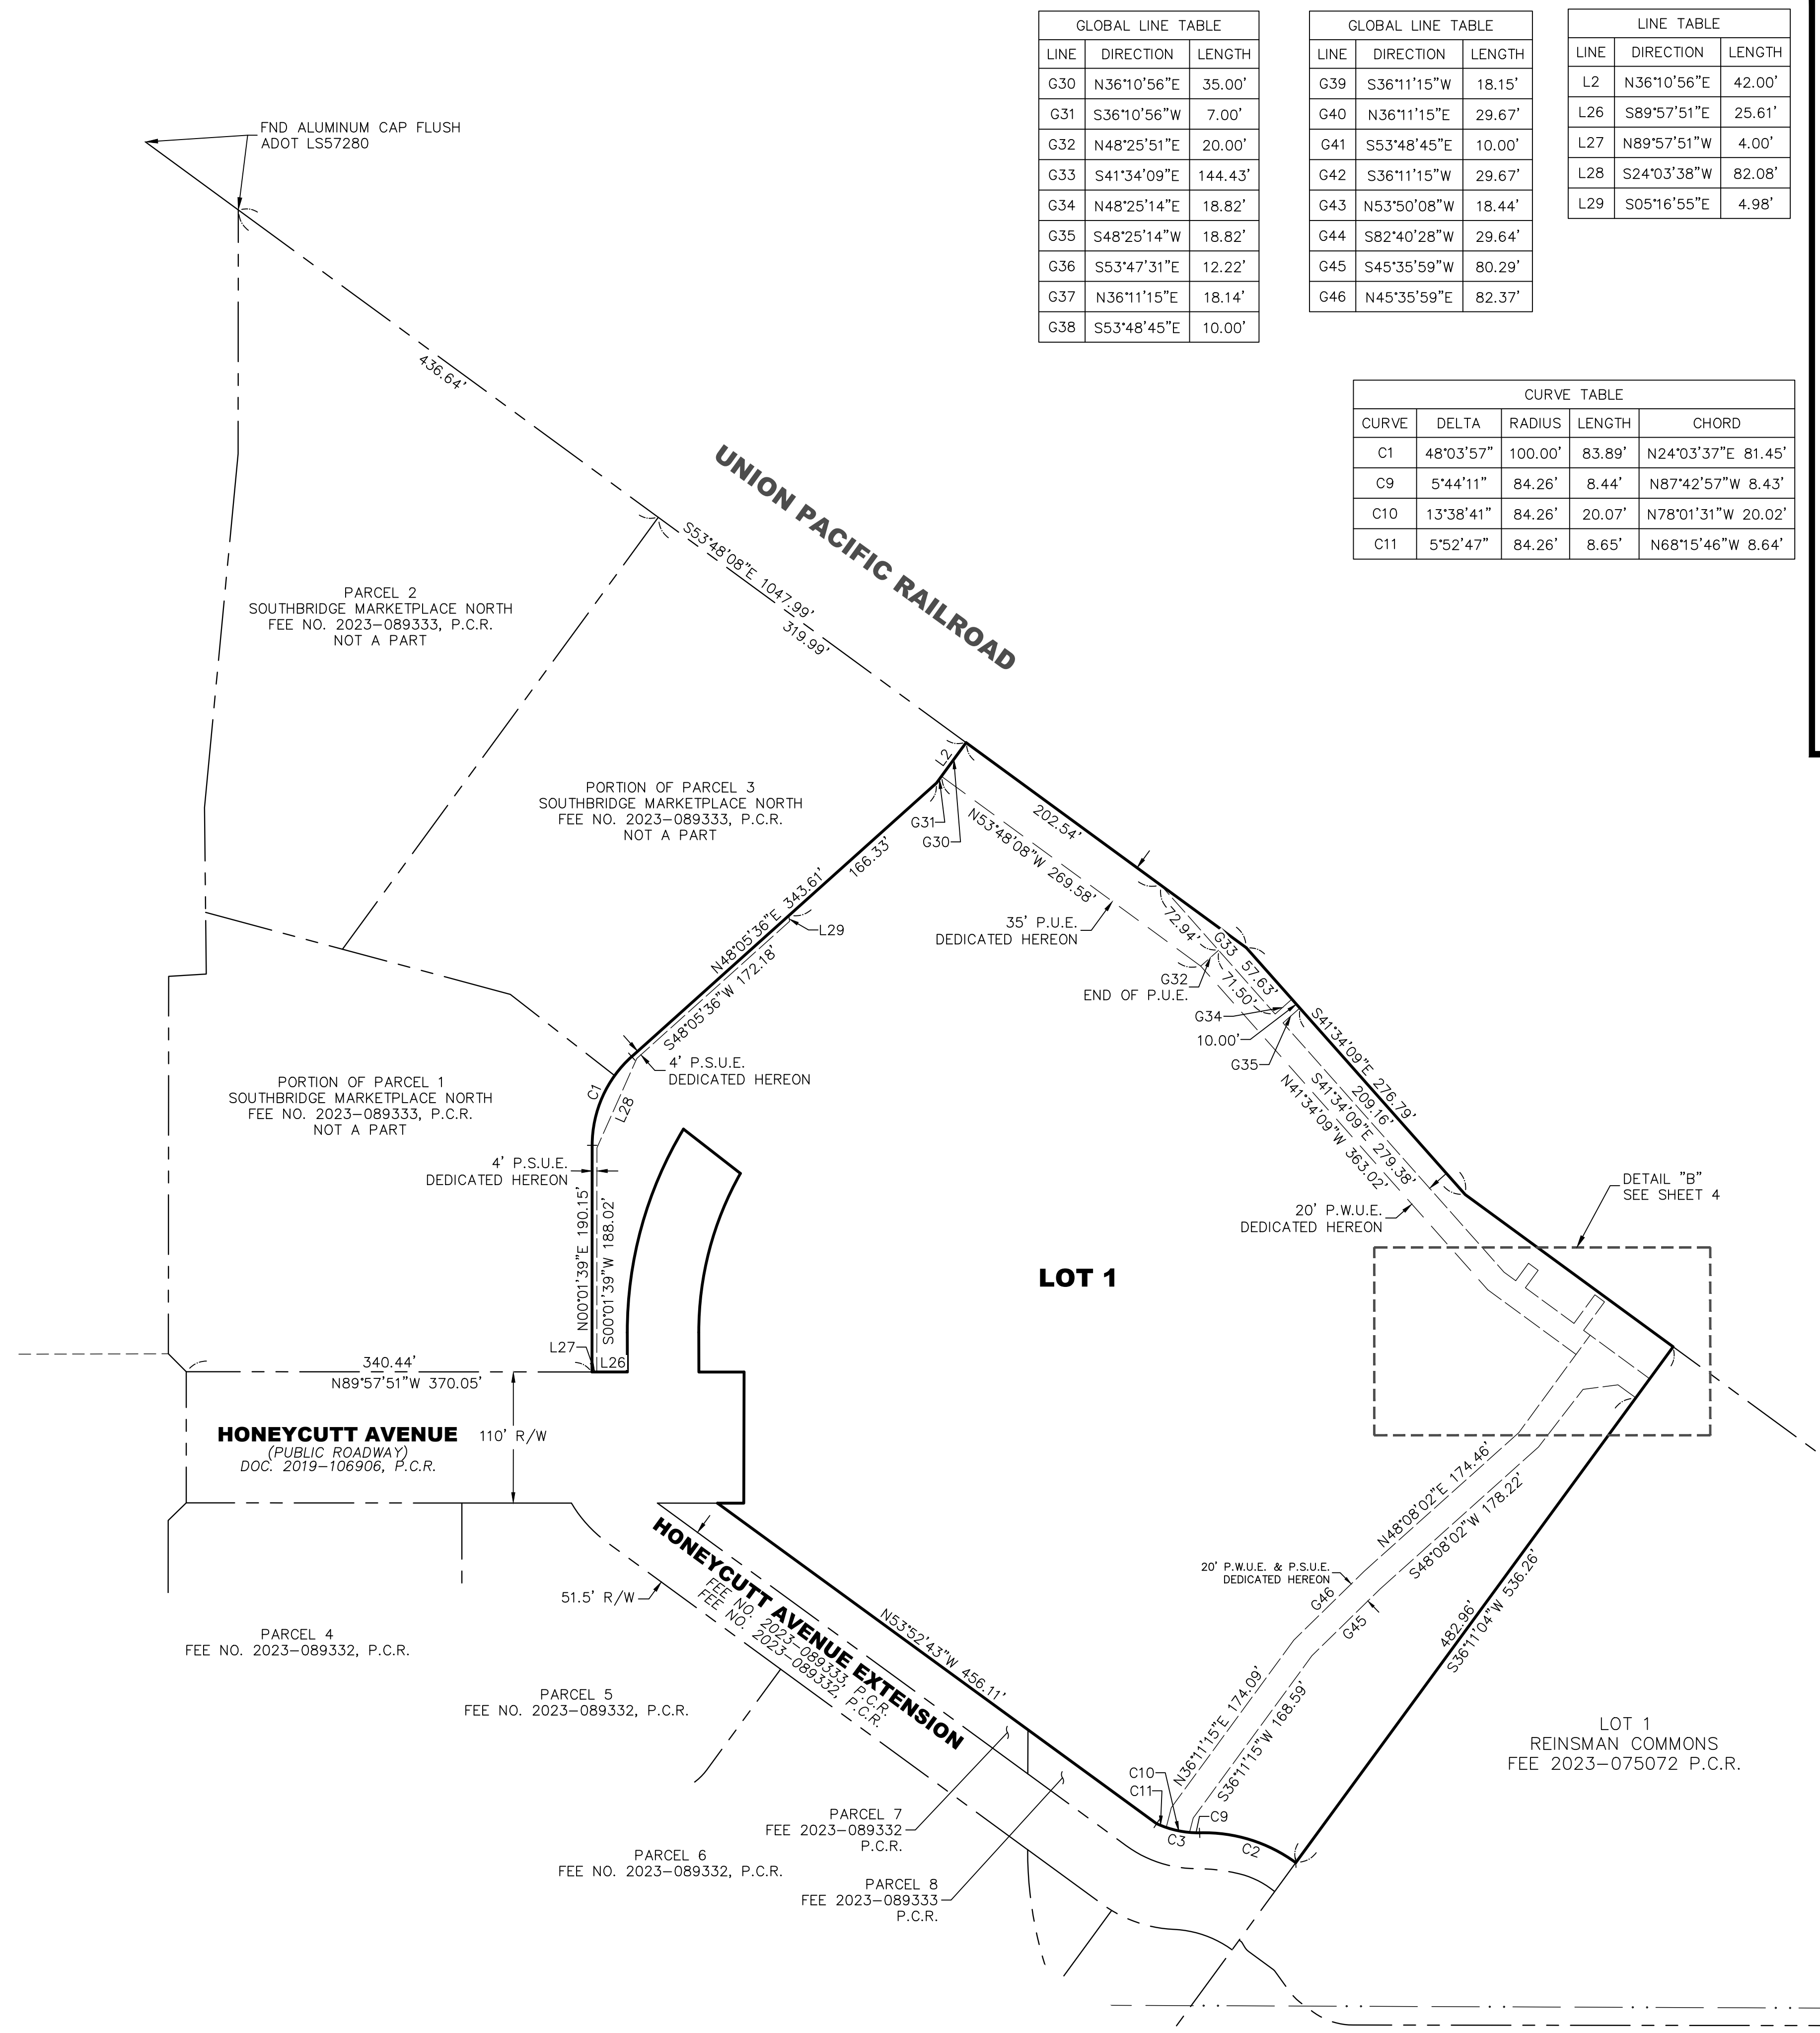 GLOBAL LINE TABLE
LINE DIRECTION LENGTH
G30 N36°10'56"E 35.00'
G31 S36°10'56"W 7.00'
G32 N48°25'51"E 20.00'
G33 S41°34'09"E 144.43'
G34 N48°25'14"E 18.82'
G35 S48°25'14"W 18.82'
G36 S53°47'31"E 12.22'
G37 N36°11'15"E 18.14'
G38 S53°48'45"E 10.00'
GLOBAL LINE TABLE
LINE DIRECTION LENGTH
G39 S36°11'15"W 18.15'
G40 N36°11'15"E 29.67'
G41 S53°48'45"E 10.00'
G42 S36°11'15"W 29.67'
G43 N53°50'08"W 18.44'
G44 S82°40'28"W 29.64'
G45 S45°35'59"W 80.29'
G46 N45°35'59"E 82.37'
LINE TABLE
LINE DIRECTION LENGTH
L2 N36°10'56"E 42.00'
L26 S89°57'51"E 25.61'
L27 N89°57'51"W 4.00'
L28 S24°03'38"W 82.08'
L29 S05°16'55"E 4.98'
CURVE TABLE
CURVE DELTA RADIUS LENGTH CHORD
C1 48°03'57" 100.00' 83.89' N24°03'37"E 81.45'
C9 5°44'11" 84.26' 8.44' N87°42'57"W 8.43'
C10 13°38'41" 84.26' 20.07' N78°01'31"W 20.02'
C11 5°52'47" 84.26' 8.65' N68°15'46"W 8.64'
FND ALUMINUM CAP FLUSH
ADOT LS57280
436.64'
UNION PACIFIC RAILROAD
S53°48'08"E 1047.99'
319.99'
PARCEL 2
SOUTHBRIDGE MARKETPLACE NORTH
FEE NO. 2023-089333, P.C.R.
NOT A PART
PORTION OF PARCEL 3
SOUTHBRIDGE MARKETPLACE NORTH
FEE NO. 2023-089333, P.C.R.
NOT A PART
L2
G31
G30
202.54'
N53°48'08"W 269.58'
166.33'
N48°05'36"E 343.61'
L29
S48°05'36"W 172.18'
35' P.U.E.
DEDICATED HEREON
72.94'
G33
57.63'
71.50'
G32
END OF P.U.E.
G34
10.00'
G35
S41°34'09"E 276.79'
209.16'
S41°34'09"E 279.38'
N41°34'09"W 363.02'
4' P.S.U.E.
DEDICATED HEREON
C1
L28
PORTION OF PARCEL 1
SOUTHBRIDGE MARKETPLACE NORTH
FEE NO. 2023-089333, P.C.R.
NOT A PART
4' P.S.U.E.
DEDICATED HEREON
N00°01'39"E 190.15'
S00°01'39"W 188.02'
20' P.W.U.E.
DEDICATED HEREON
DETAIL "B"
SEE SHEET 4
LOT 1
L27
L26
340.44'
N89°57'51"W 370.05'
HONEYCUTT AVENUE
(PUBLIC ROADWAY)
DOC. 2019-106906, P.C.R.
110' R/W
N48°08'02"E 174.46'
S48°08'02"W 178.22'
20' P.W.U.E. & P.S.U.E.
DEDICATED HEREON
G46
G45
482.96'
S36°11'04"W 536.26'
HONEYCUTT AVENUE EXTENSION
FEE NO. 2023-089333, P.C.R.
FEE NO. 2023-089332, P.C.R.
51.5' R/W
N53°52'43"W 456.11'
PARCEL 4
FEE NO. 2023-089332, P.C.R.
PARCEL 5
FEE NO. 2023-089332, P.C.R.
N36°11'15"E 174.09'
S36°11'15"W 168.59'
LOT 1
REINSMAN COMMONS
FEE 2023-075072 P.C.R.
C10
C11
C9
C3
C2
PARCEL 7
FEE 2023-089332
P.C.R.
PARCEL 6
FEE NO. 2023-089332, P.C.R.
PARCEL 8
FEE 2023-089333
P.C.R.